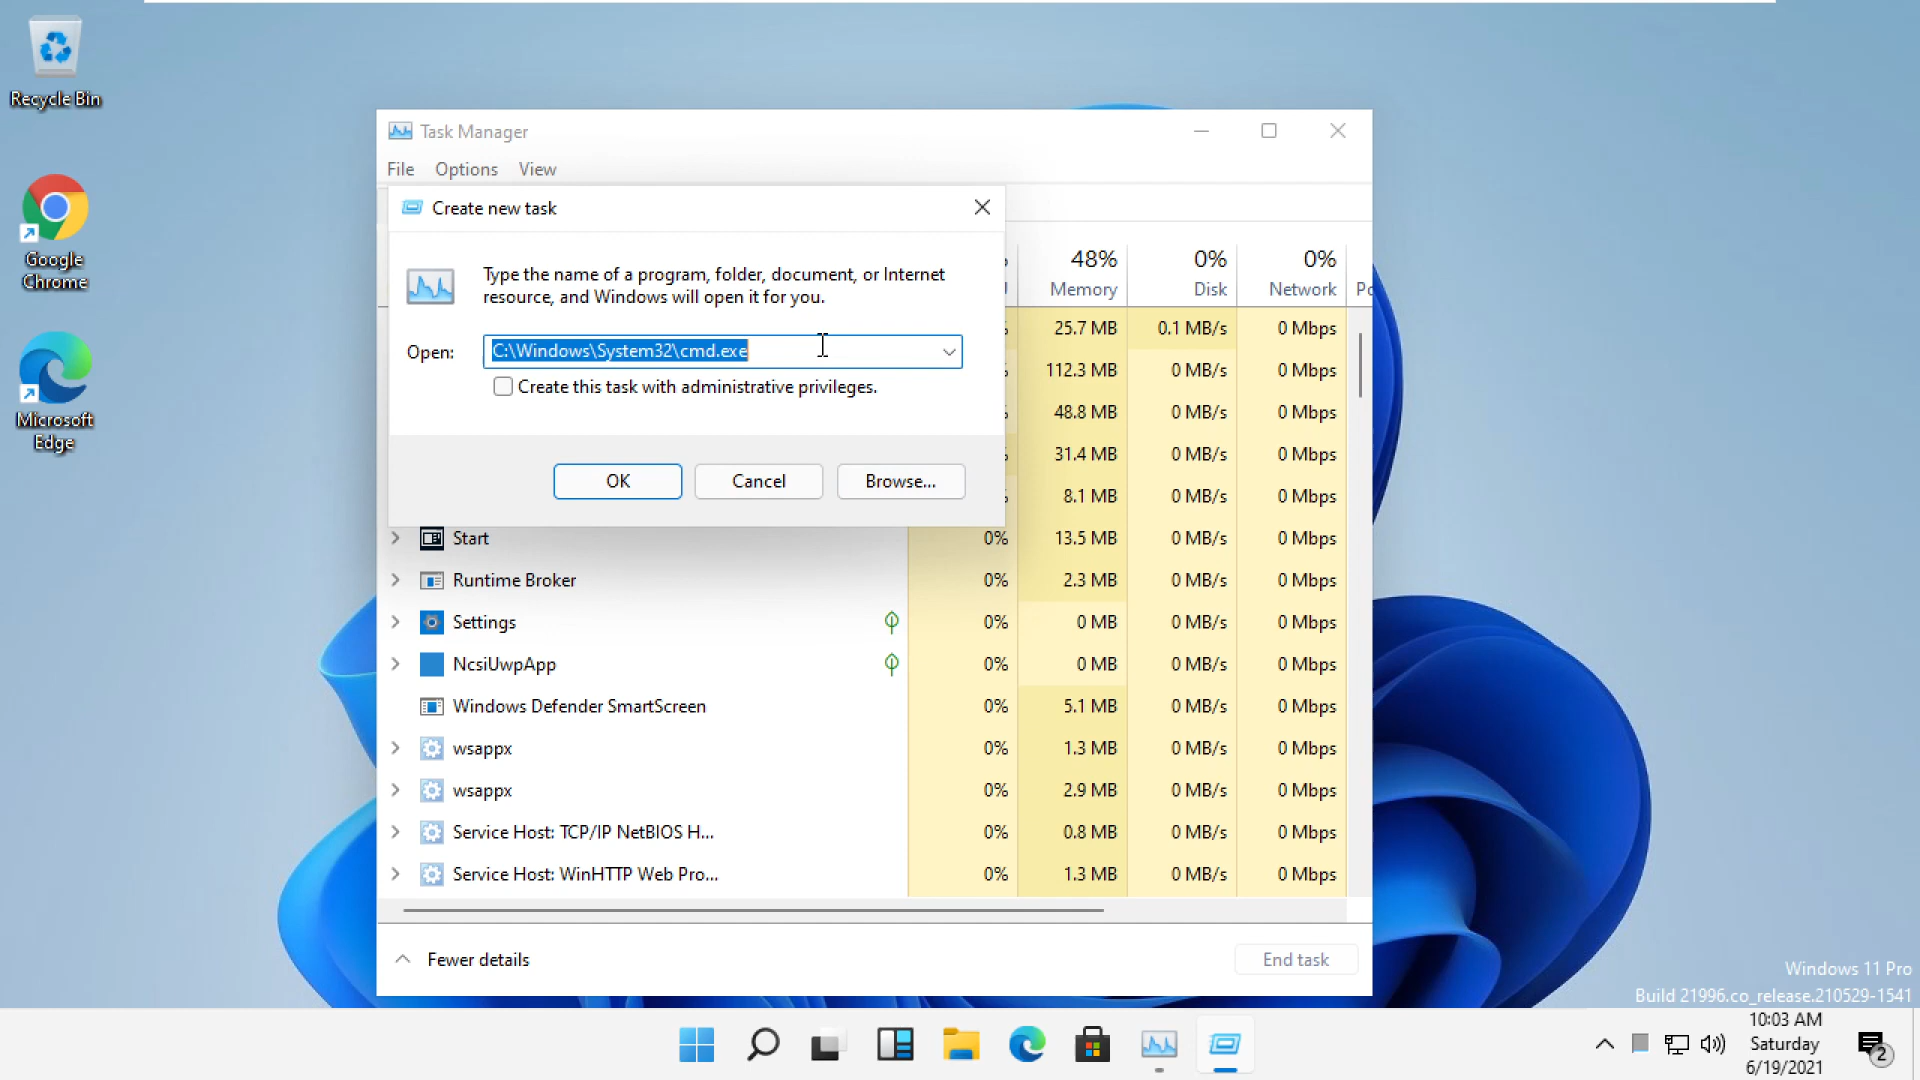 Recycle Bin
Google
Chrome
Microsoft
Edge
Task Manager
File Options View
Create new task
Type the name of a program, folder, document, or Internet
resource, and Windows will open it for you.
Open: C:\Windows\System32\cmd.exe
Create this task with administrative privileges.
OK Cancel Browse...
48% 0% 0%
Memory Disk Network
25.7 MB 0.1 MB/s 0 Mbps
112.3 MB 0 MB/s 0 Mbps
48.8 MB 0 MB/s 0 Mbps
31.4 MB 0 MB/s 0 Mbps
8.1 MB 0 MB/s 0 Mbps
Start 0% 13.5 MB 0 MB/s 0 Mbps
Runtime Broker 0% 2.3 MB 0 MB/s 0 Mbps
Settings 0% 0 MB 0 MB/s 0 Mbps
NcsiUwpApp 0% 0 MB 0 MB/s 0 Mbps
Windows Defender SmartScreen 0% 5.1 MB 0 MB/s 0 Mbps
wsappx 0% 1.3 MB 0 MB/s 0 Mbps
wsappx 0% 2.9 MB 0 MB/s 0 Mbps
Service Host: TCP/IP NetBIOS H... 0% 0.8 MB 0 MB/s 0 Mbps
Service Host: WinHTTP Web Pro... 0% 1.3 MB 0 MB/s 0 Mbps
Fewer details End task
Windows 11 Pro
Build 21996.co_release.210529-1541
10:03 AM
Saturday
6/19/2021
2